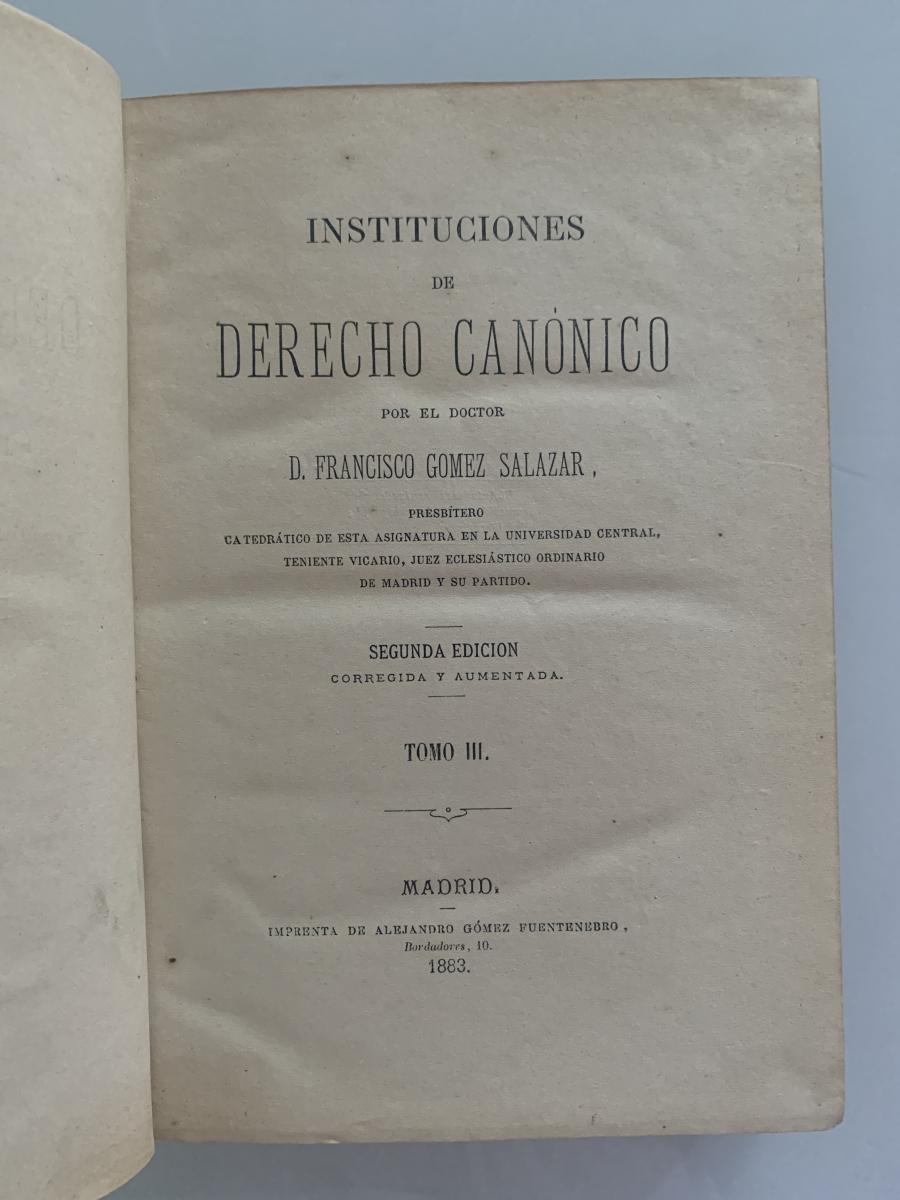 INSTITUCIONES
DE
DERECHO CANÓNICO
POR EL DOCTOR
D. FRANCISCO GOMEZ SALAZAR,
PRESBÍTERO
CATEDRÁTICO DE ESTA ASIGNATURA EN LA UNIVERSIDAD CENTRAL,
TENIENTE VICARIO, JUEZ ECLESIÁSTICO ORDINARIO
DE MADRID Y SU PARTIDO.
SEGUNDA EDICION
CORREGIDA Y AUMENTADA.
TOMO III.
MADRID.
IMPRENTA DE ALEJANDRO GÓMEZ FUENTENEBRO,
Bordadores, 10.
1883.